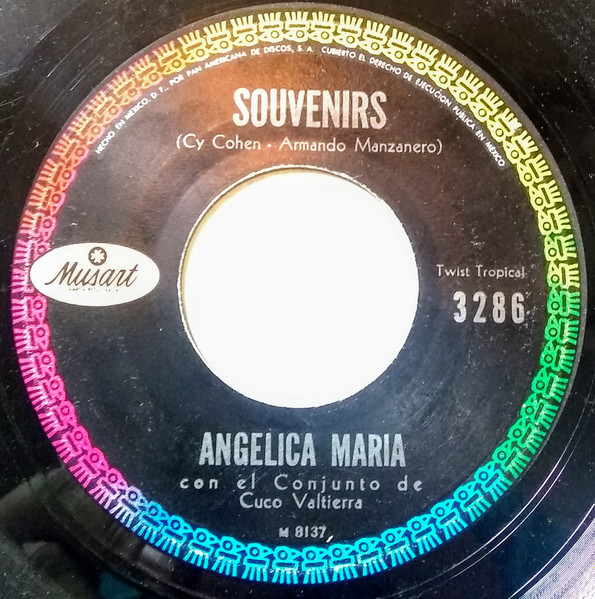 HECHO EN MEXICO, D. F., POR PAN AMERICANA DE DISCOS, S. A. CUBIERTO EL DERECHO DE EJECUCION PUBLICA EN MEXICO
SOUVENIRS
(Cy Cohen - Armando Manzanero)
Musart
Twist Tropical
3286
ANGELICA MARIA
con el Conjunto de
Cuco Valtierra
M 8137